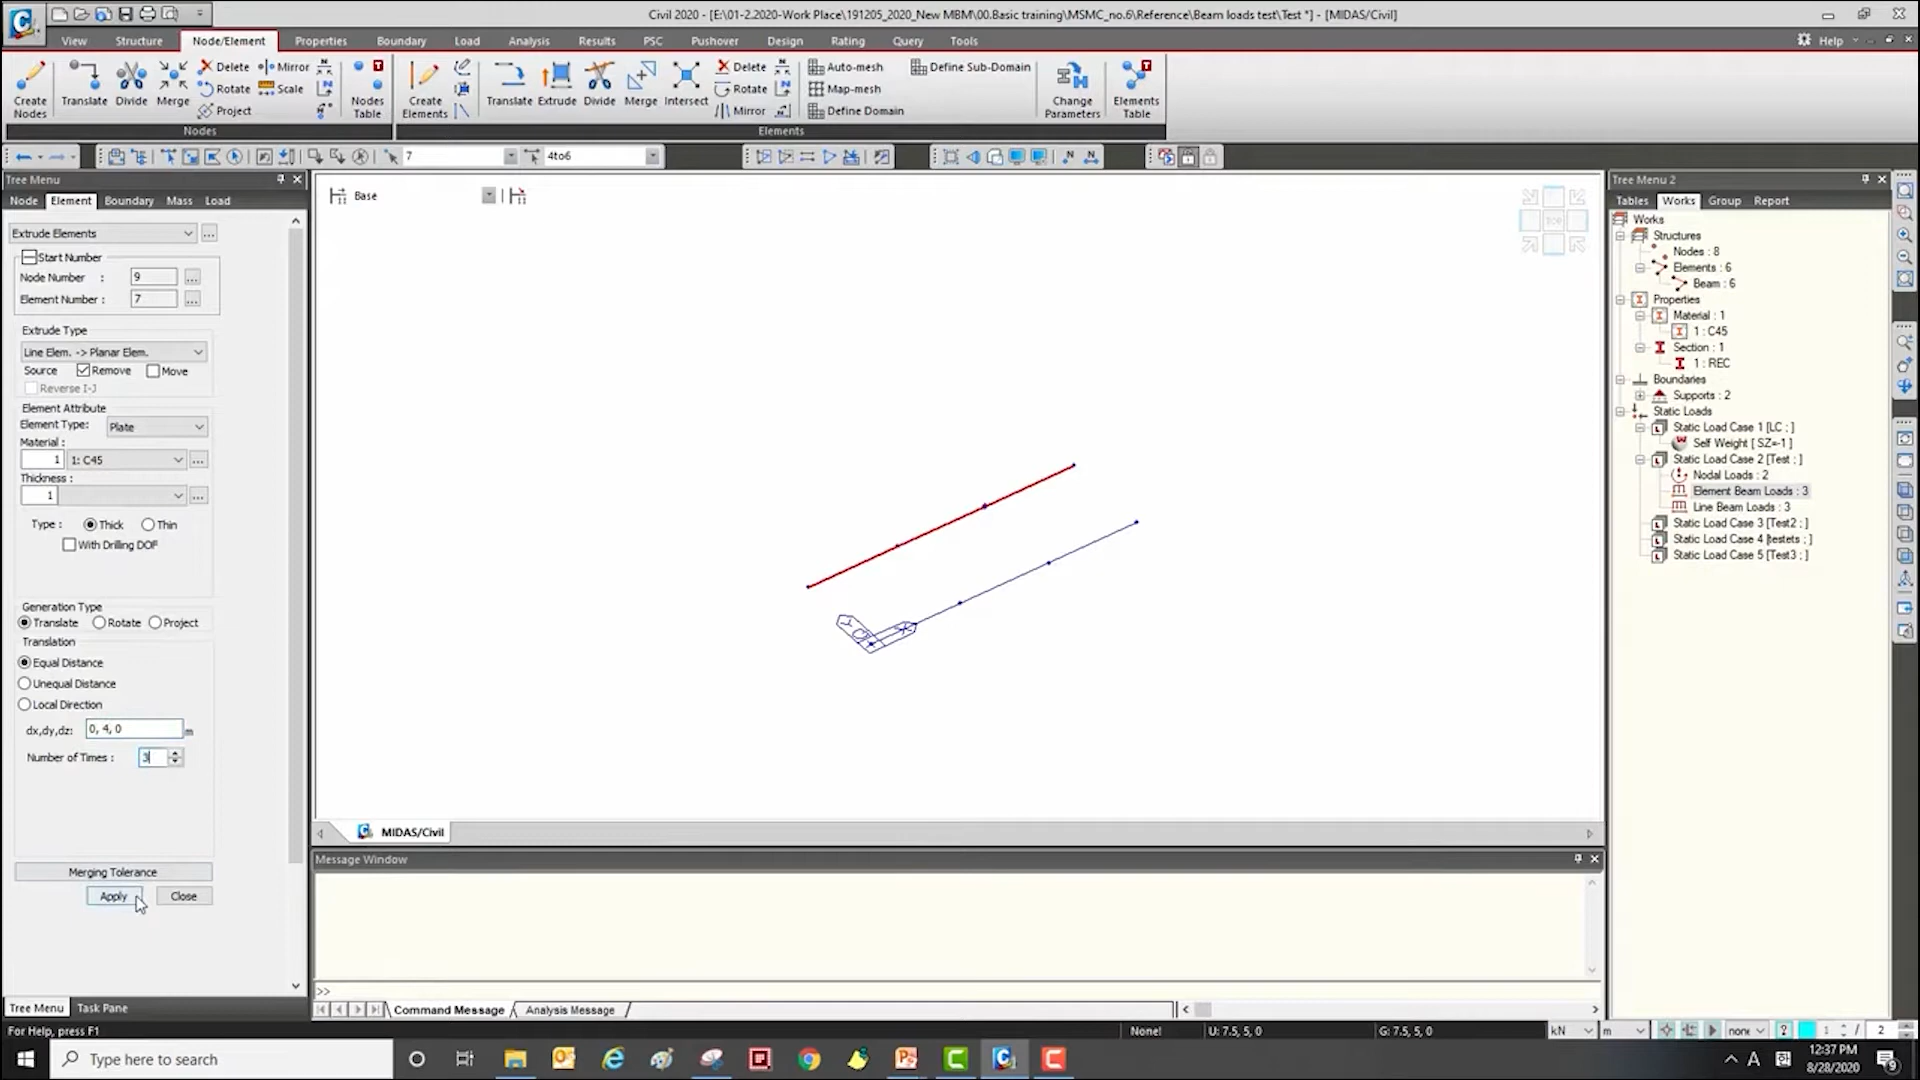 Civil 2020 - [E:\01-2.2020-Work Place\191205_2020_New MBM\00.Basic training\MSMC_no.6\Reference\Beam loads test\Test *] - [MIDAS/Civil]
View Structure Node/Element Properties Boundary Load Analysis Results PSC Pushover Design Rating Query Tools Help
Create Nodes Translate Divide Merge Delete Rotate Project Mirror Scale Nodes Table
Create Elements Translate Extrude Divide Merge Intersect Delete Rotate Mirror Auto-mesh Map-mesh Define Domain Define Sub-Domain Change Parameters Elements Table
Nodes Elements
7 4to6
Tree Menu
Node Element Boundary Mass Load
Extrude Elements
Start Number
Node Number : 9
Element Number : 7
Extrude Type
Line Elem. -> Planar Elem.
Source Remove Move
Reverse I-J
Element Attribute
Element Type: Plate
Material :
1 1: C45
Thickness :
1
Type : Thick Thin
With Drilling DOF
Generation Type
Translate Rotate Project
Translation
Equal Distance
Unequal Distance
Local Direction
dx,dy,dz: 0, 4, 0 m
Number of Times : 3
Merging Tolerance
Apply Close
Tree Menu Task Pane
Base
MIDAS/Civil
Message Window
>>
Command Message Analysis Message
Tree Menu 2
Tables Works Group Report
Works
Structures
Nodes : 8
Elements : 6
Beam : 6
Properties
Material : 1
1 : C45
Section : 1
1 : REC
Boundaries
Supports : 2
Static Loads
Static Load Case 1 [LC ; ]
Self Weight [ SZ=-1 ]
Static Load Case 2 [Test ; ]
Nodal Loads : 2
Element Beam Loads : 3
Line Beam Loads : 3
Static Load Case 3 [Test2 ; ]
Static Load Case 4 [testets ; ]
Static Load Case 5 [Test3 ; ]
For Help, press F1 None! U: 7.5, 5, 0 G: 7.5, 5, 0 kN m none ? 1 / 2
Type here to search
A 12:37 PM
8/28/2020